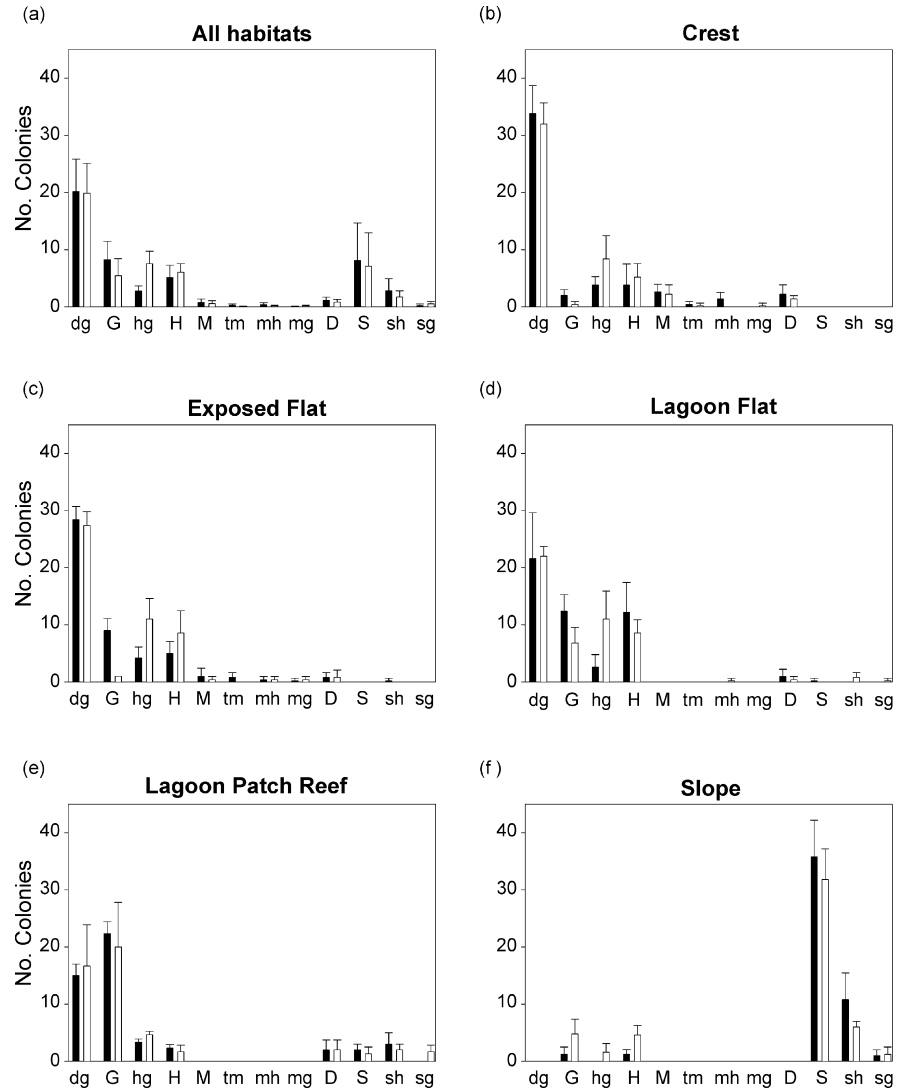 (a)
All habitats
No. Colonies
40
30
20
10
0
dg G hg H M tm mh mg D S sh sg
(b)
Crest
40
30
20
10
0
dg G hg H M tm mh mg D S sh sg
(c)
Exposed Flat
No. Colonies
40
30
20
10
0
dg G hg H M tm mh mg D S sh sg
(d)
Lagoon Flat
40
30
20
10
0
dg G hg H M tm mh mg D S sh sg
(e)
Lagoon Patch Reef
No. Colonies
40
30
20
10
0
dg G hg H M tm mh mg D S sh sg
(f )
Slope
40
30
20
10
0
dg G hg H M tm mh mg D S sh sg